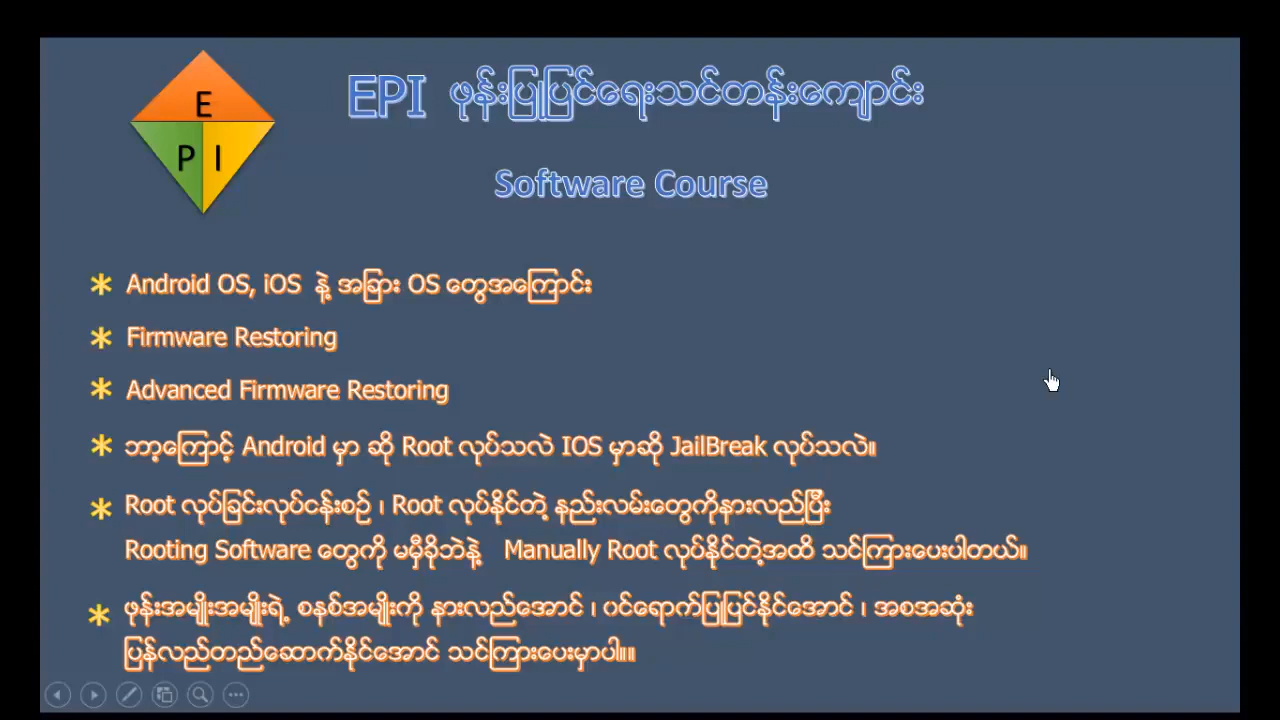 E
P I
EPI ဖုန်းပြုပြင်ရေးသင်တန်းကျောင်း
Software Course
* Android OS, iOS နဲ့ အခြား OS တွေအကြောင်း
* Firmware Restoring
* Advanced Firmware Restoring
* ဘာ့ကြောင့် Android မှာ ဆို Root လုပ်သလဲ IOS မှာဆို JailBreak လုပ်သလဲ။
* Root လုပ်ခြင်းလုပ်ငန်းစဉ် ၊ Root လုပ်နိုင်တဲ့ နည်းလမ်းတွေကိုနားလည်ပြီး
Rooting Software တွေကို မမှီခိုဘဲနဲ့ Manually Root လုပ်နိုင်တဲ့အထိ သင်ကြားပေးပါတယ်။
* ဖုန်းအမျိုးအမျိုးရဲ့ စနစ်အမျိုးကို နားလည်အောင် ၊ ဝင်ရောက်ပြုပြင်နိုင်အောင် ၊ အစအဆုံး
ပြန်လည်တည်ဆောက်နိုင်အောင် သင်ကြားပေးမှာပါ။။